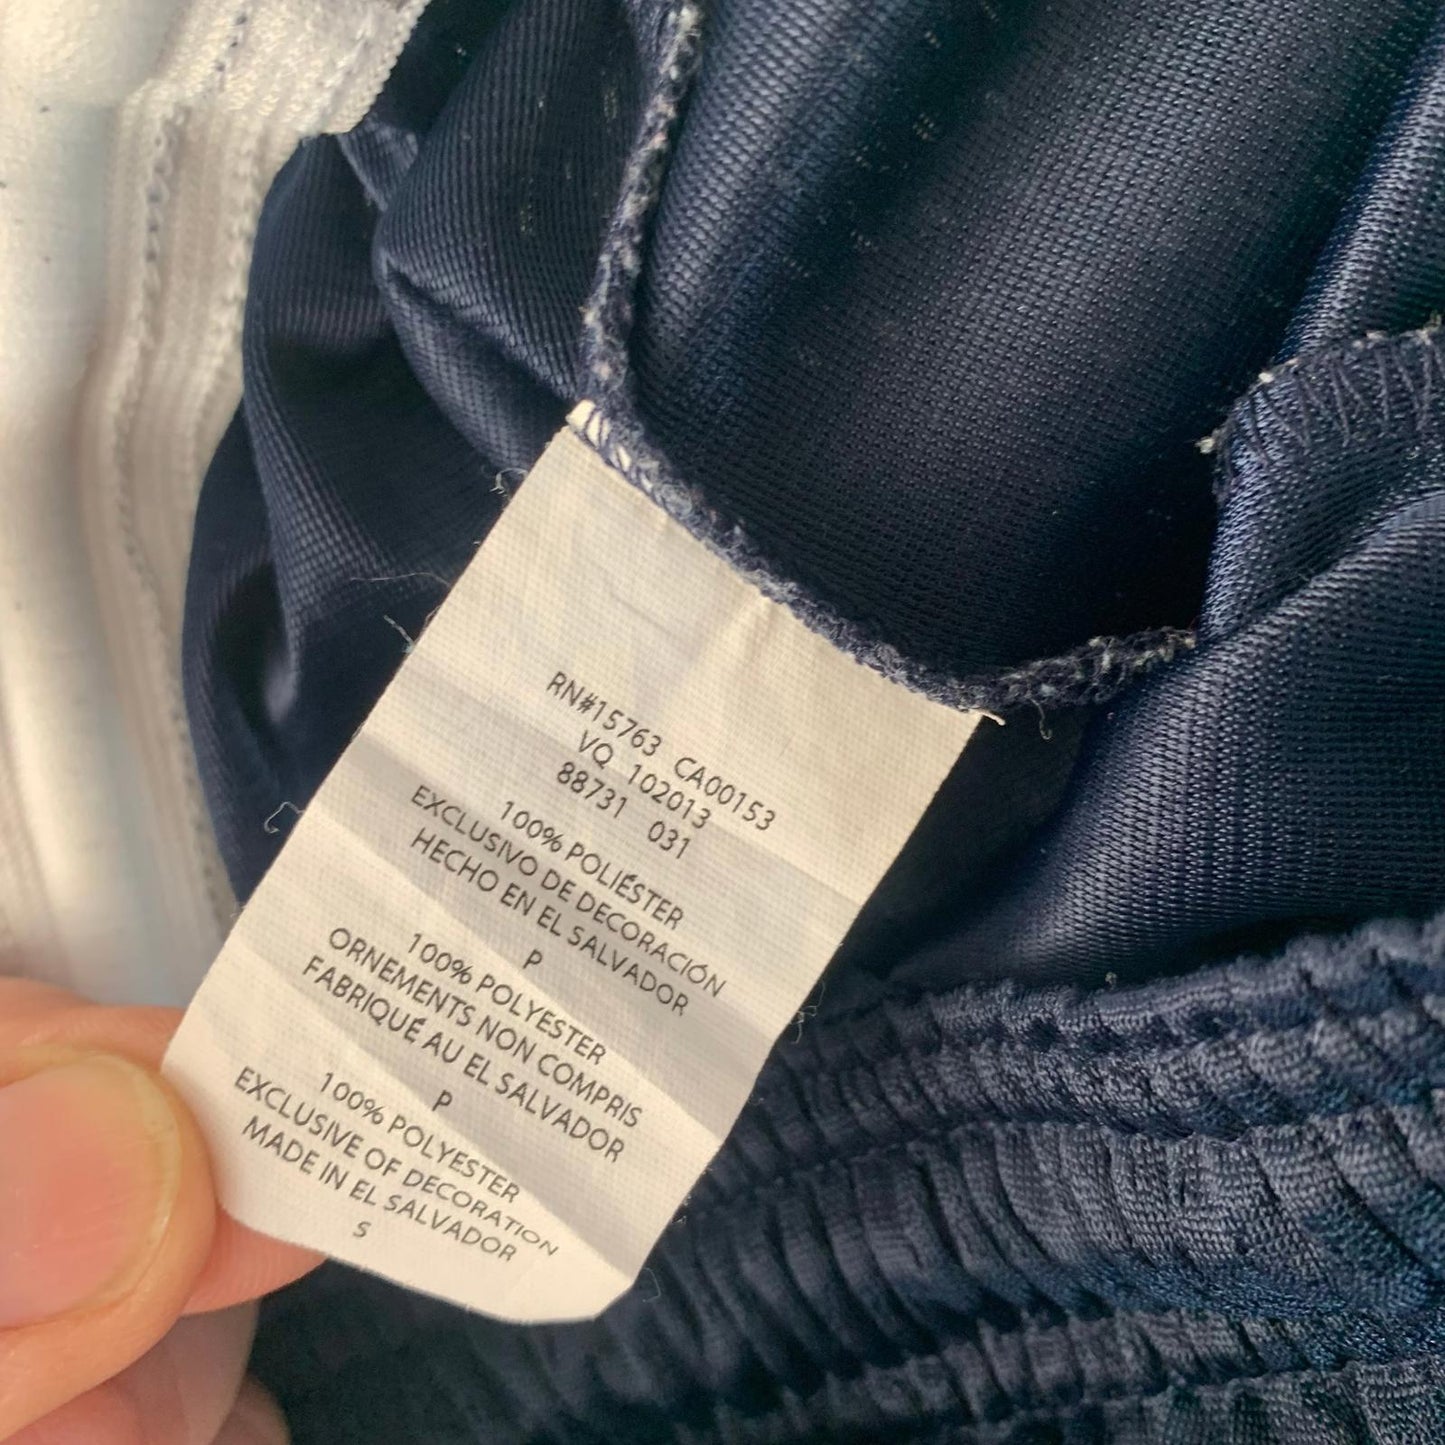 RN#15763 CA00153
VQ 102013
88731 031
100% POLIÉSTER
EXCLUSIVO DE DECORACIÓN
HECHO EN EL SALVADOR
P
100% POLYESTER
ORNEMENTS NON COMPRIS
FABRIQUÉ AU EL SALVADOR
P
100% POLYESTER
EXCLUSIVE OF DECORATION
MADE IN EL SALVADOR
S